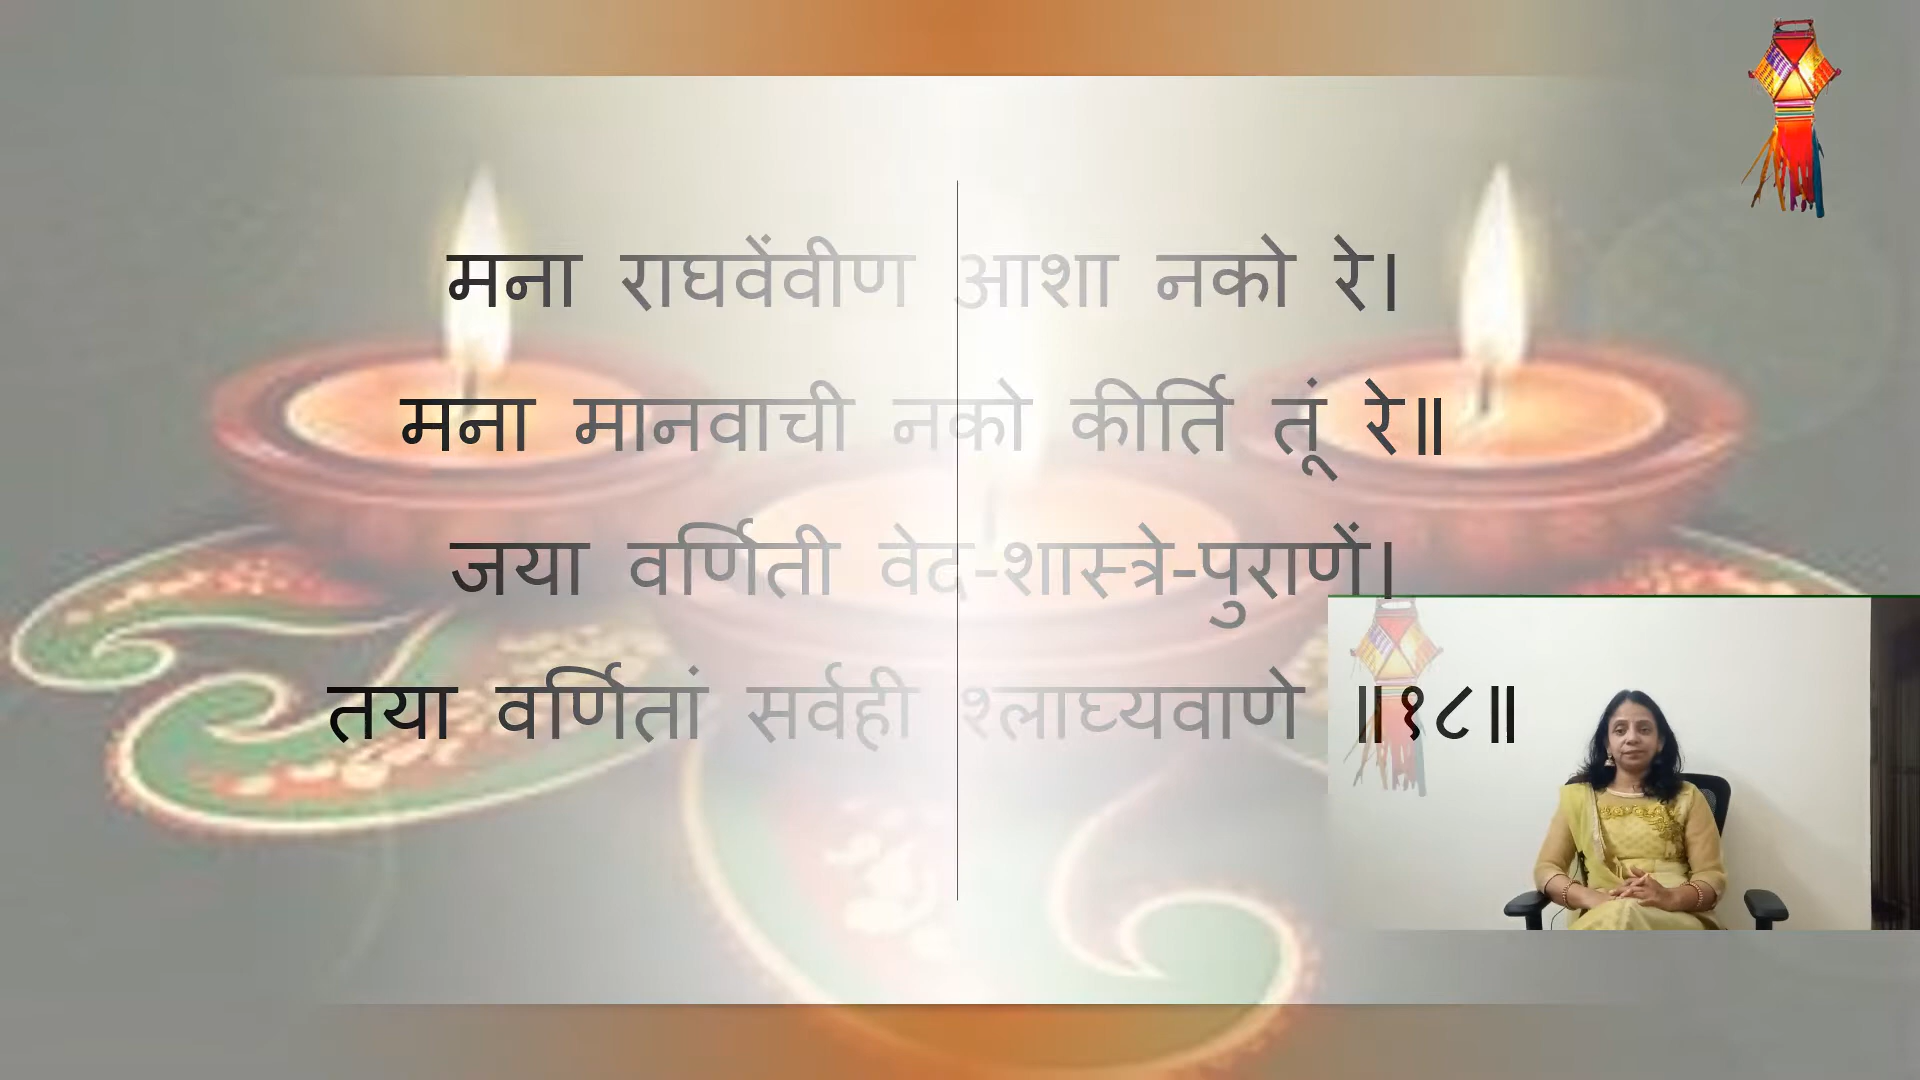 मना राघवेंवीण आशा नको रे।
मना मानवाची नको कीर्ति तूं रे॥
जया वर्णिती वेद-शास्त्रे-पुराणें।
तया वर्णितां सर्वही श्लाघ्यवाणे ॥१८॥